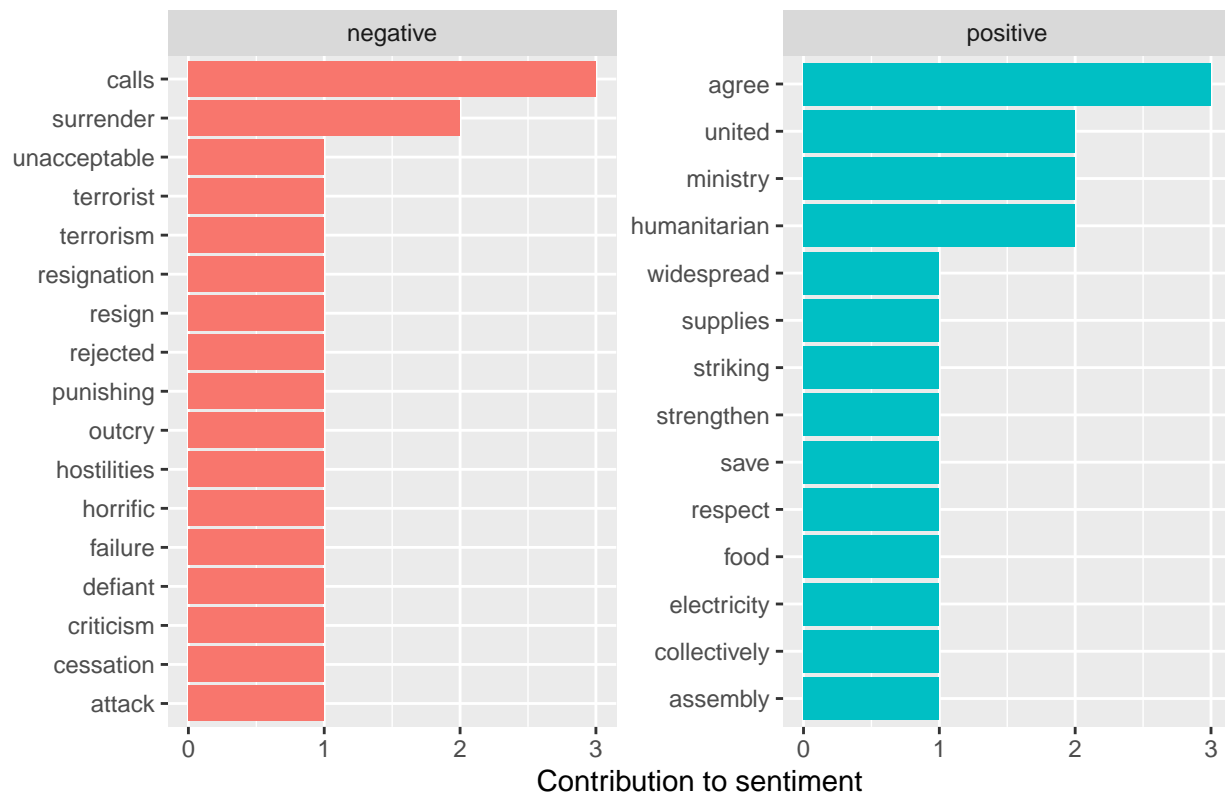 negative
calls
surrender
unacceptable
terrorist
terrorism
resignation
resign
rejected
punishing
outcry
hostilities
horrific
failure
defiant
criticism
cessation
attack
0 1 2 3
positive
agree
united
ministry
humanitarian
widespread
supplies
striking
strengthen
save
respect
food
electricity
collectively
assembly
0 1 2 3
Contribution to sentiment